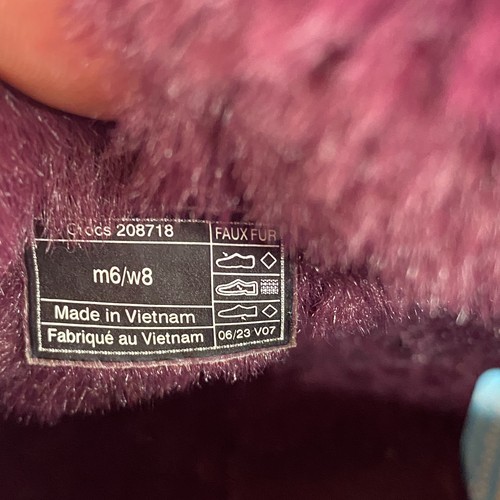 Crocs 208718
FAUX FUR
m6/w8
Made in Vietnam
Fabriqué au Vietnam
06/23 V07